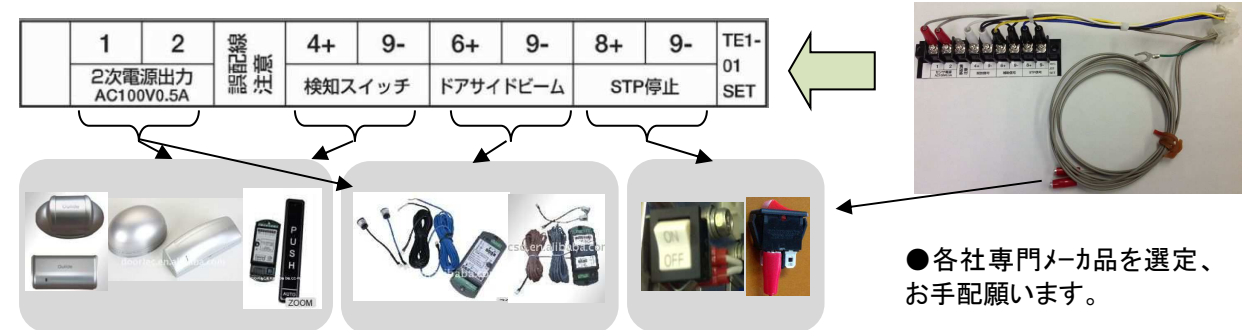 1
2
2次電源出力
AC100V0.5A
誤配線
注意
4+
9-
検知スイッチ
6+
9-
ドアサイドビーム
8+
9-
STP停止
TE1-
01
SET
PUSH
AUTO
ZOOM
ON
OFF
●各社専門メーカ品を選定、
お手配願います。